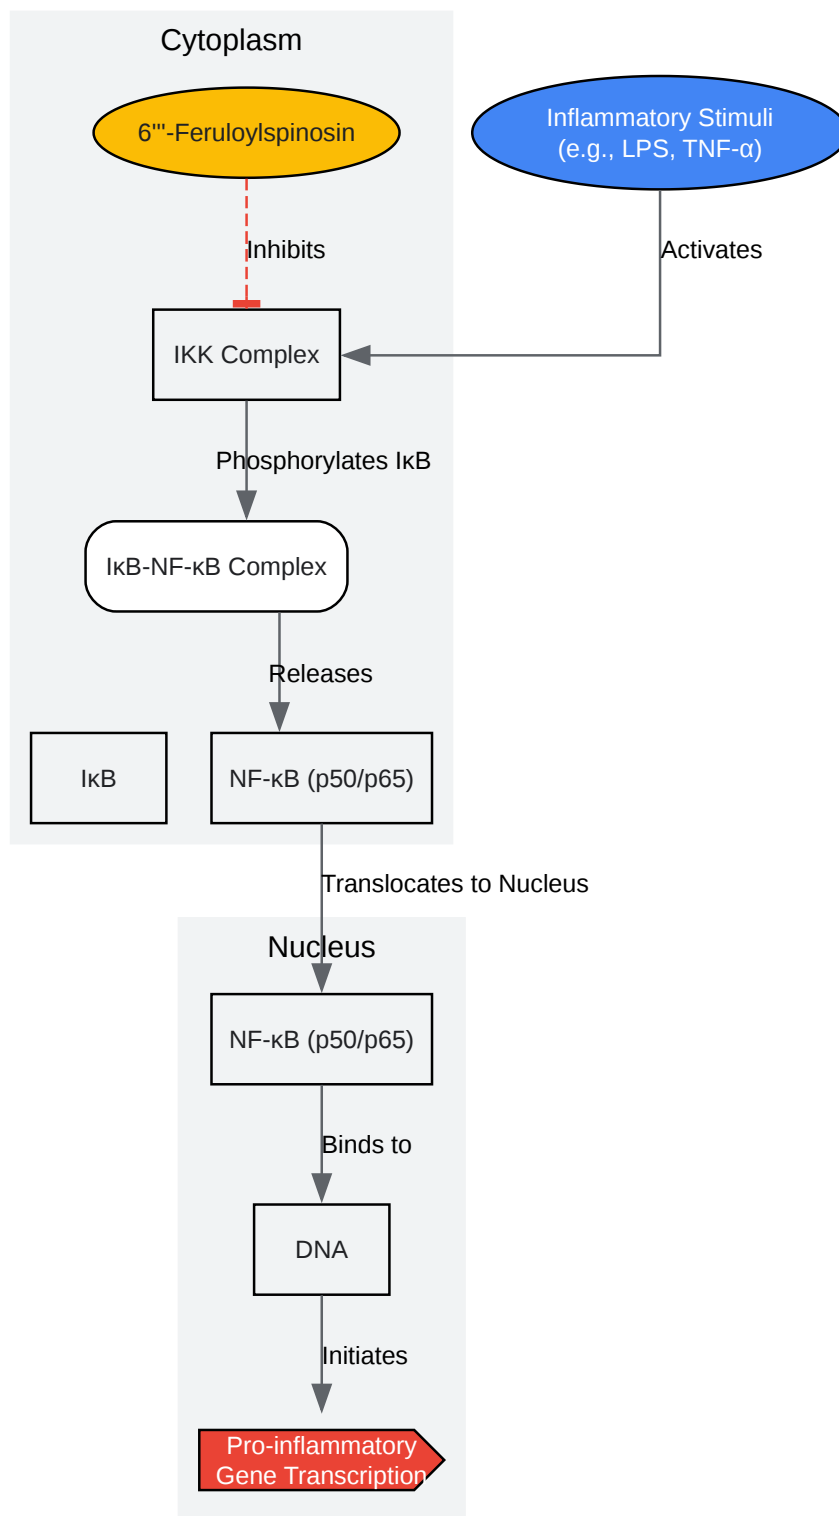 Cytoplasm
6'''-Feruloylspinosin
Inflammatory Stimuli
(e.g., LPS, TNF-α)
Inhibits
Activates
IKK Complex
Phosphorylates IκB
IκB-NF-κB Complex
Releases
IκB
NF-κB (p50/p65)
Translocates to Nucleus
Nucleus
NF-κB (p50/p65)
Binds to
DNA
Initiates
Pro-inflammatory
Gene Transcription